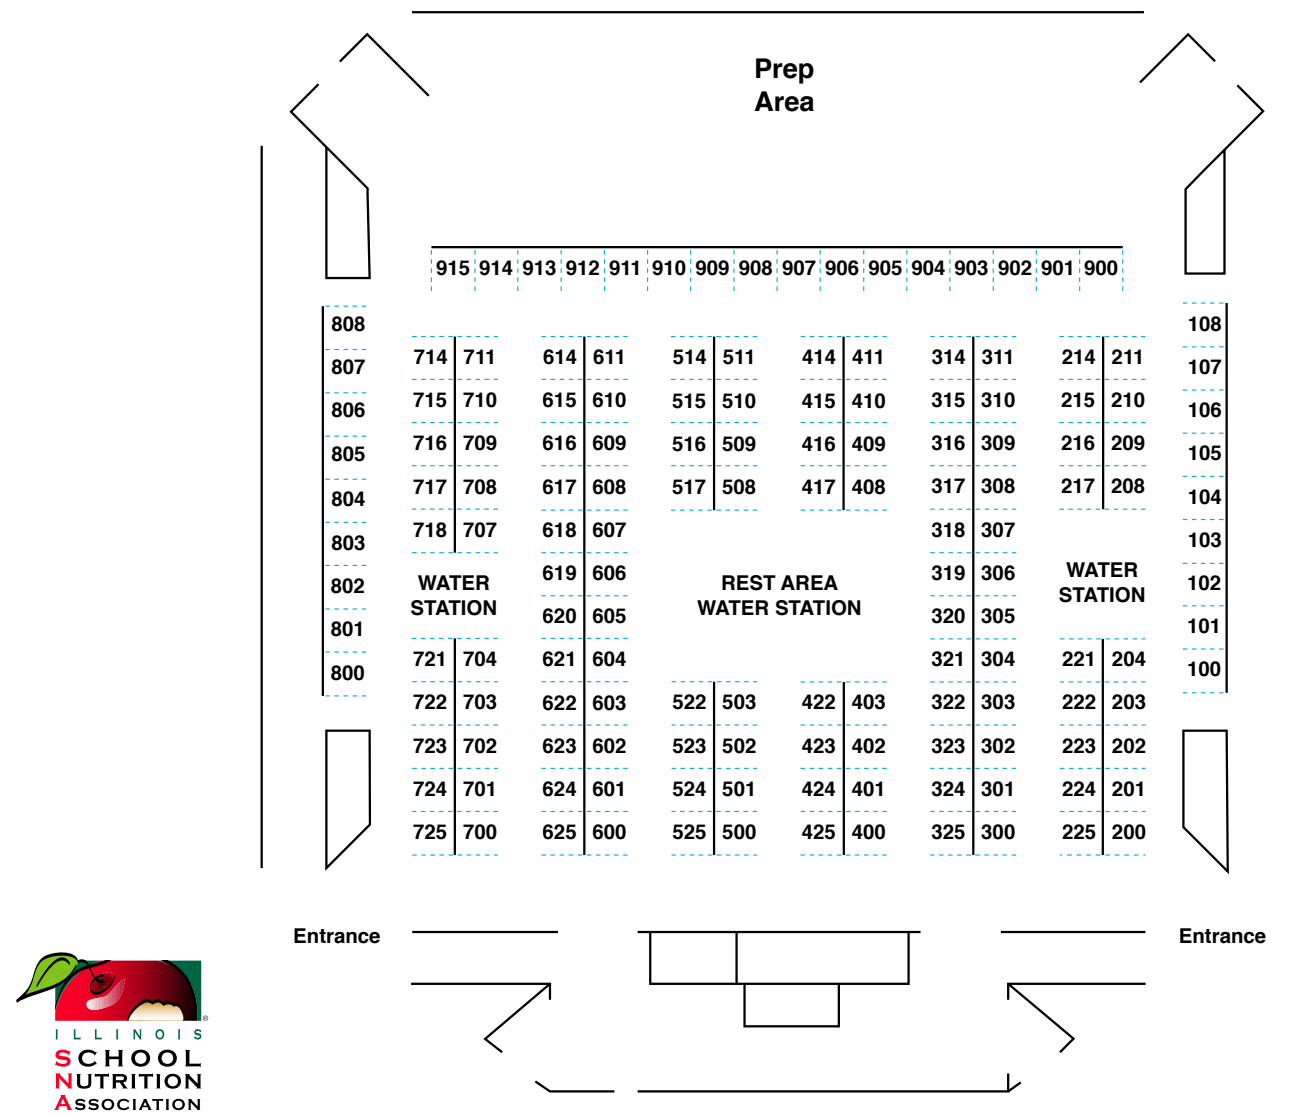 Prep
Area
915 914 913 912 911 910 909 908 907 906 905 904 903 902 901 900
808 108
714 711 614 611 514 511 414 411 314 311 214 211
807 107
715 710 615 610 515 510 415 410 315 310 215 210
806 106
716 709 616 609 516 509 416 409 316 309 216 209
805 105
717 708 617 608 517 508 417 408 317 308 217 208
804 104
718 707 618 607 318 307
803 103
619 606 319 306
WATER
STATION
REST AREA
WATER STATION
WATER
STATION
802 102
620 605 320 305
801 101
721 704 621 604 321 304 221 204
800 100
722 703 622 603 522 503 422 403 322 303 222 203
723 702 623 602 523 502 423 402 323 302 223 202
724 701 624 601 524 501 424 401 324 301 224 201
725 700 625 600 525 500 425 400 325 300 225 200
Entrance Entrance
®
ILLINOIS
SCHOOL
NUTRITION
ASSOCIATION